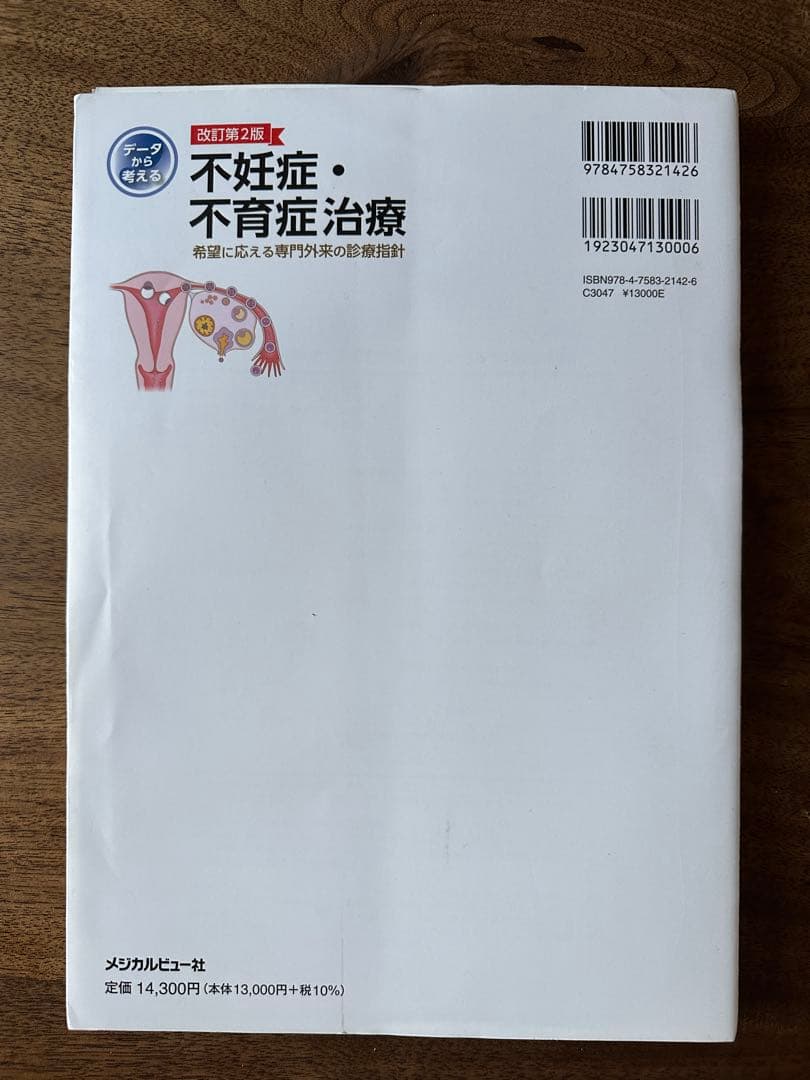 データ
から
考える
改訂第2版
不妊症・
不育症治療
希望に応える専門外来の診療指針
9784758321426
1923047130006
ISBN978-4-7583-2142-6
C3047 ¥13000E
メジカルビュー社
定価 14,300円(本体13,000円+税10%)